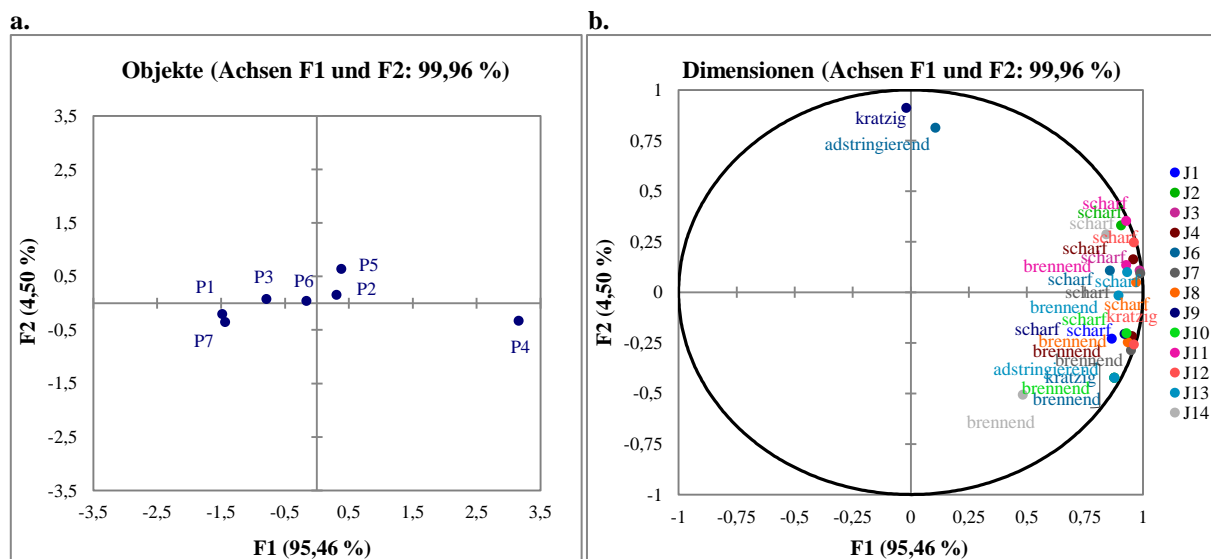 a.
Objekte (Achsen F1 und F2: 99,96 %)
3,5
2,5
1,5
0,5
-0,5
-1,5
-2,5
-3,5
-3,5
-2,5
-1,5
-0,5
0,5
1,5
2,5
3,5
F2 (4,50 %)
F1 (95,46 %)
P1
P3
P6
P5
P2
P7
P4
b.
Dimensionen (Achsen F1 und F2: 99,96 %)
1
0,75
0,5
0,25
0
-0,25
-0,5
-0,75
-1
-1
-0,75
-0,5
-0,25
0
0,25
0,5
0,75
1
F2 (4,50 %)
F1 (95,46 %)
kratzig
adstringierend
scharf
scharf
scharf
scharf
scharf
scharf
brennend
scharf
scharf
scharf
scharf
brennend
kratzig
scharf
scharf
scharf
brennend
brennend
brennend
adstringierend
kratzig
brennend
brennend
brennend
J1
J2
J3
J4
J6
J7
J8
J9
J10
J11
J12
J13
J14